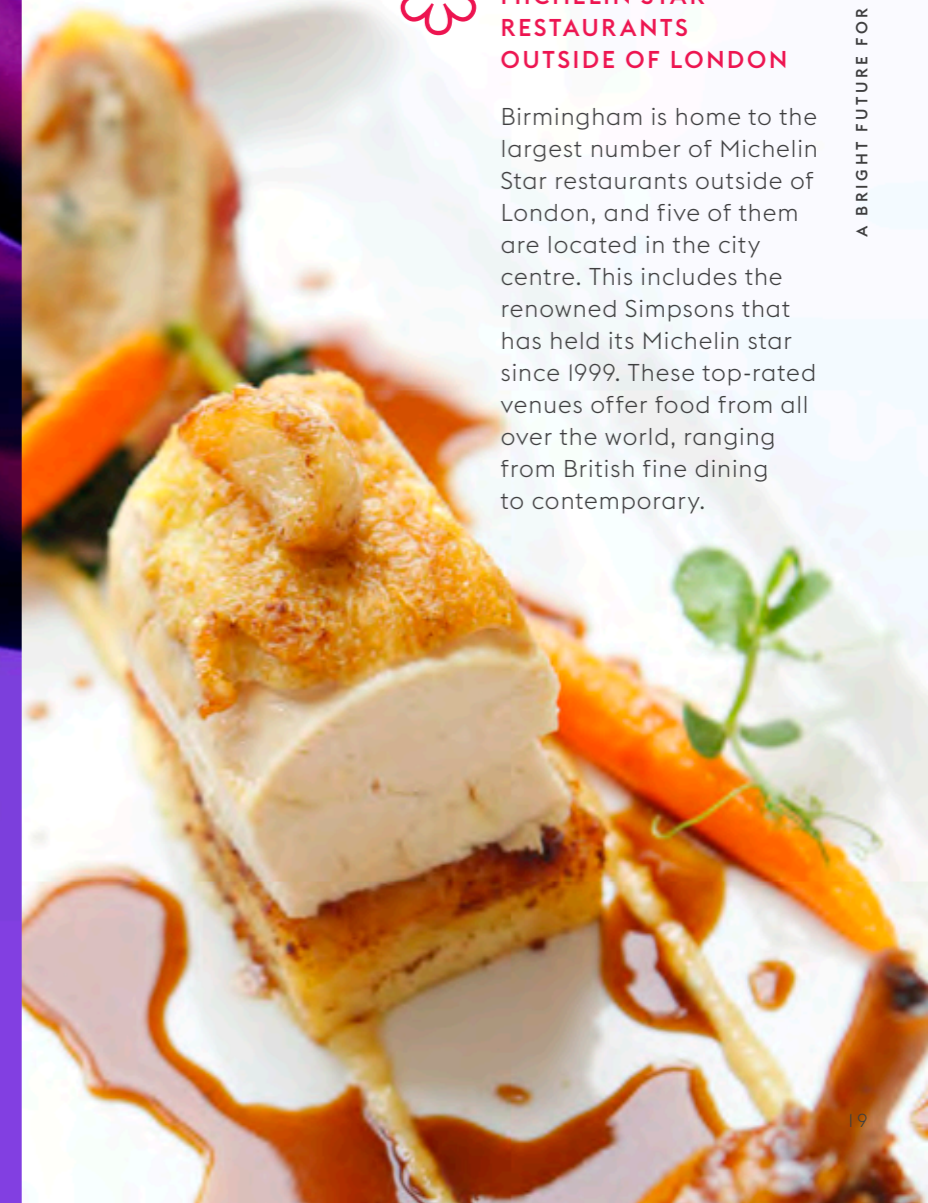 MICHELIN STAR
RESTAURANTS
OUTSIDE OF LONDON
Birmingham is home to the
largest number of Michelin
Star restaurants outside of
London, and five of them
are located in the city
centre. This includes the
renowned Simpsons that
has held its Michelin star
since 1999. These top-rated
venues offer food from all
over the world, ranging
from British fine dining
to contemporary.
A BRIGHT FUTURE FOR
19